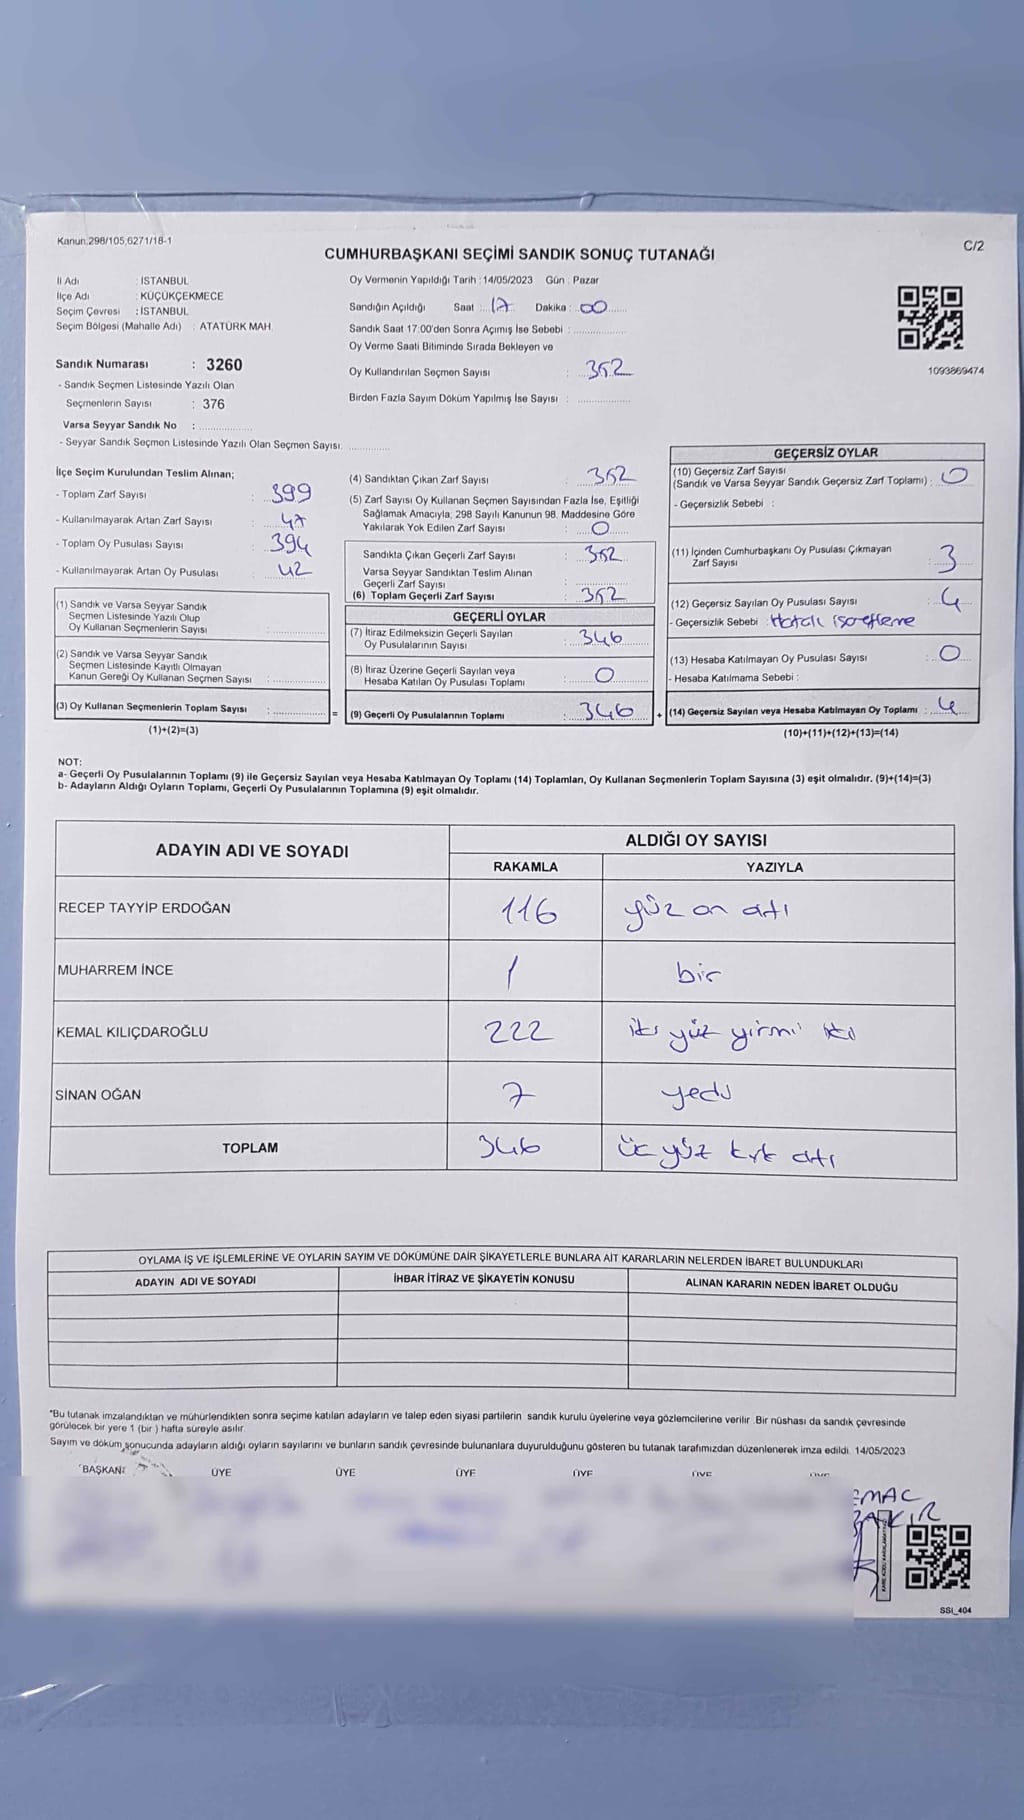 Kanun.298/105,6271/18-1
C/2
CUMHURBAŞKANI SEÇİMİ SANDIK SONUÇ TUTANAĞI
İl Adı : İSTANBUL
İlçe Adı : KÜÇÜKÇEKMECE
Seçim Çevresi : İSTANBUL
Seçim Bölgesi (Mahalle Adı) : ATATÜRK MAH.
Sandık Numarası : 3260
- Sandık Seçmen Listesinde Yazılı Olan
Seçmenlerin Sayısı : 376
Varsa Seyyar Sandık No :
- Seyyar Sandık Seçmen Listesinde Yazılı Olan Seçmen Sayısı.
Oy Vermenin Yapıldığı Tarih : 14/05/2023 Gün : Pazar
Sandığın Açıldığı Saat : 17 Dakika : 00
Sandık Saat 17:00'den Sonra Açımış İse Sebebi :
Oy Verme Saati Bitiminde Sırada Bekleyen ve
Oy Kullandırılan Seçmen Sayısı : 352
Birden Fazla Sayım Döküm Yapılmış İse Sayısı :
1093869474
İlçe Seçim Kurulundan Teslim Alınan;
- Toplam Zarf Sayısı : 399
- Kullanılmayarak Artan Zarf Sayısı : 47
- Toplam Oy Pusulası Sayısı : 394
- Kullanılmayarak Artan Oy Pusulası : 42
(1) Sandık ve Varsa Seyyar Sandık
Seçmen Listesinde Yazılı Olup
Oy Kullanan Seçmenlerin Sayısı :
(2) Sandık ve Varsa Seyyar Sandık
Seçmen Listesinde Kayıtlı Olmayan
Kanun Gereği Oy Kullanan Seçmen Sayısı :
(3) Oy Kullanan Seçmenlerin Toplam Sayısı :
(1)+(2)=(3)
=
(4) Sandıktan Çıkan Zarf Sayısı : 352
(5) Zarf Sayısı Oy Kullanan Seçmen Sayısından Fazla İse, Eşitliği
Sağlamak Amacıyla, 298 Sayılı Kanunun 98. Maddesine Göre
Yakılarak Yok Edilen Zarf Sayısı : 0
Sandıkta Çıkan Geçerli Zarf Sayısı : 352
Varsa Seyyar Sandıktan Teslim Alınan
Geçerli Zarf Sayısı :
(6) Toplam Geçerli Zarf Sayısı : 352
GEÇERLİ OYLAR
(7) İtiraz Edilmeksizin Geçerli Sayılan
Oy Pusulalarının Sayısı : 346
(8) İtiraz Üzerine Geçerli Sayılan veya
Hesaba Katılan Oy Pusulası Toplamı : 0
(9) Geçerli Oy Pusulalarının Toplamı : 346
+
GEÇERSİZ OYLAR
(10) Geçersiz Zarf Sayısı
(Sandık ve Varsa Seyyar Sandık Geçersiz Zarf Toplamı) : 0
- Geçersizlik Sebebi :
(11) İçinden Cumhurbaşkanı Oy Pusulası Çıkmayan
Zarf Sayısı 3
(12) Geçersiz Sayılan Oy Pusulası Sayısı : 4
- Geçersizlik Sebebi : Hatalı işaretleme
(13) Hesaba Katılmayan Oy Pusulası Sayısı : 0
- Hesaba Katılmama Sebebi :
(14) Geçersiz Sayılan veya Hesaba Katılmayan Oy Toplamı : 4
(10)+(11)+(12)+(13)=(14)
NOT:
a- Geçerli Oy Pusulalarının Toplamı (9) ile Geçersiz Sayılan veya Hesaba Katılmayan Oy Toplamı (14) Toplamları, Oy Kullanan Seçmenlerin Toplam Sayısına (3) eşit olmalıdır. (9)+(14)=(3)
b- Adayların Aldığı Oyların Toplamı, Geçerli Oy Pusulalarının Toplamına (9) eşit olmalıdır.
ADAYIN ADI VE SOYADI
ALDIĞI OY SAYISI
RAKAMLA YAZIYLA
RECEP TAYYİP ERDOĞAN 116 yüz on altı
MUHARREM İNCE 1 bir
KEMAL KILIÇDAROĞLU 222 iki yüz yirmi iki
SİNAN OĞAN 7 yedi
TOPLAM 346 üç yüz kırk altı
OYLAMA İŞ VE İŞLEMLERİNE VE OYLARIN SAYIM VE DÖKÜMÜNE DAİR ŞİKAYETLERLE BUNLARA AİT KARARLARIN NELERDEN İBARET BULUNDUKLARI
ADAYIN ADI VE SOYADI İHBAR İTİRAZ VE ŞİKAYETİN KONUSU ALINAN KARARIN NEDEN İBARET OLDUĞU
"Bu tutanak imzalandıktan ve mühürlendikten sonra seçime katılan adayların ve talep eden siyasi partilerin sandık kurulu üyelerine veya gözlemcilerine verilir. Bir nüshası da sandık çevresinde
görülecek bir yere 1 (bir ) hafta süreyle asılır.
Sayım ve döküm sonucunda adayların aldığı oyların sayılarını ve bunların sandık çevresinde bulunanlara duyurulduğunu gösteren bu tutanak tarafımızdan düzenlenerek imza edildi. 14/05/2023
BAŞKAN ÜYE ÜYE ÜYE ÜYE ÜYE ÜYE
SSI_404